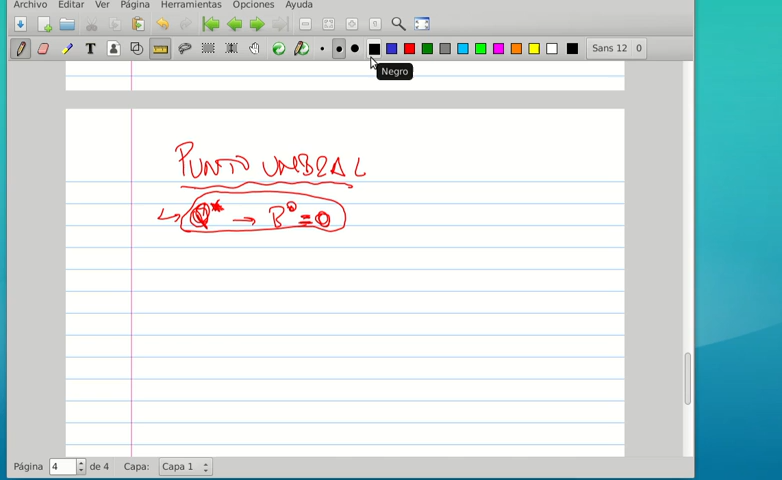 Archivo Editar Ver Página Herramientas Opciones Ayuda
T
Sans 12
Negro
PUNTO UMBRAL
Q* → Bº = 0
Página 4 de 4 Capa: Capa 1